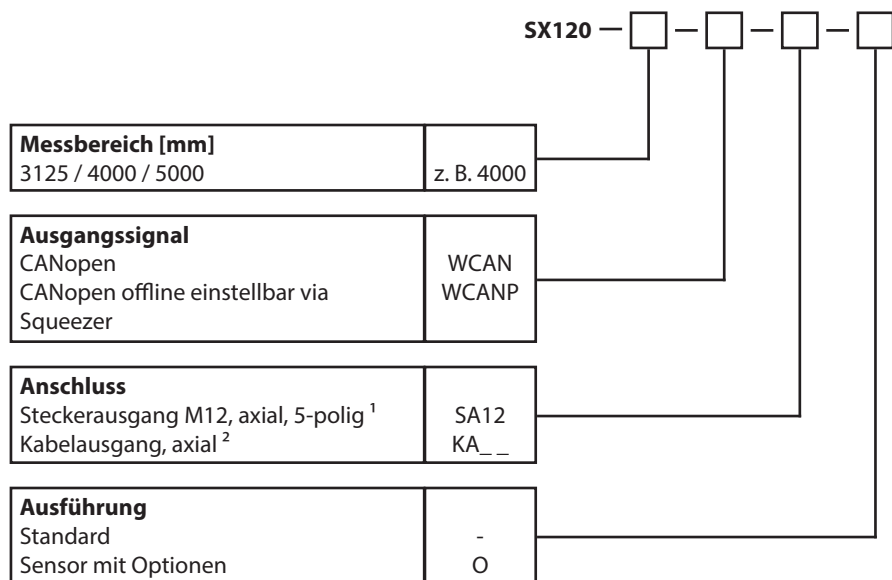 SX120 — — — —
Messbereich [mm]
3125 / 4000 / 5000 z. B. 4000
Ausgangssignal
CANopen WCAN
CANopen offline einstellbar via WCANP
Squeezer
Anschluss
Steckerausgang M12, axial, 5-polig ¹ SA12
Kabelausgang, axial ² KA_ _
Ausführung
Standard -
Sensor mit Optionen O